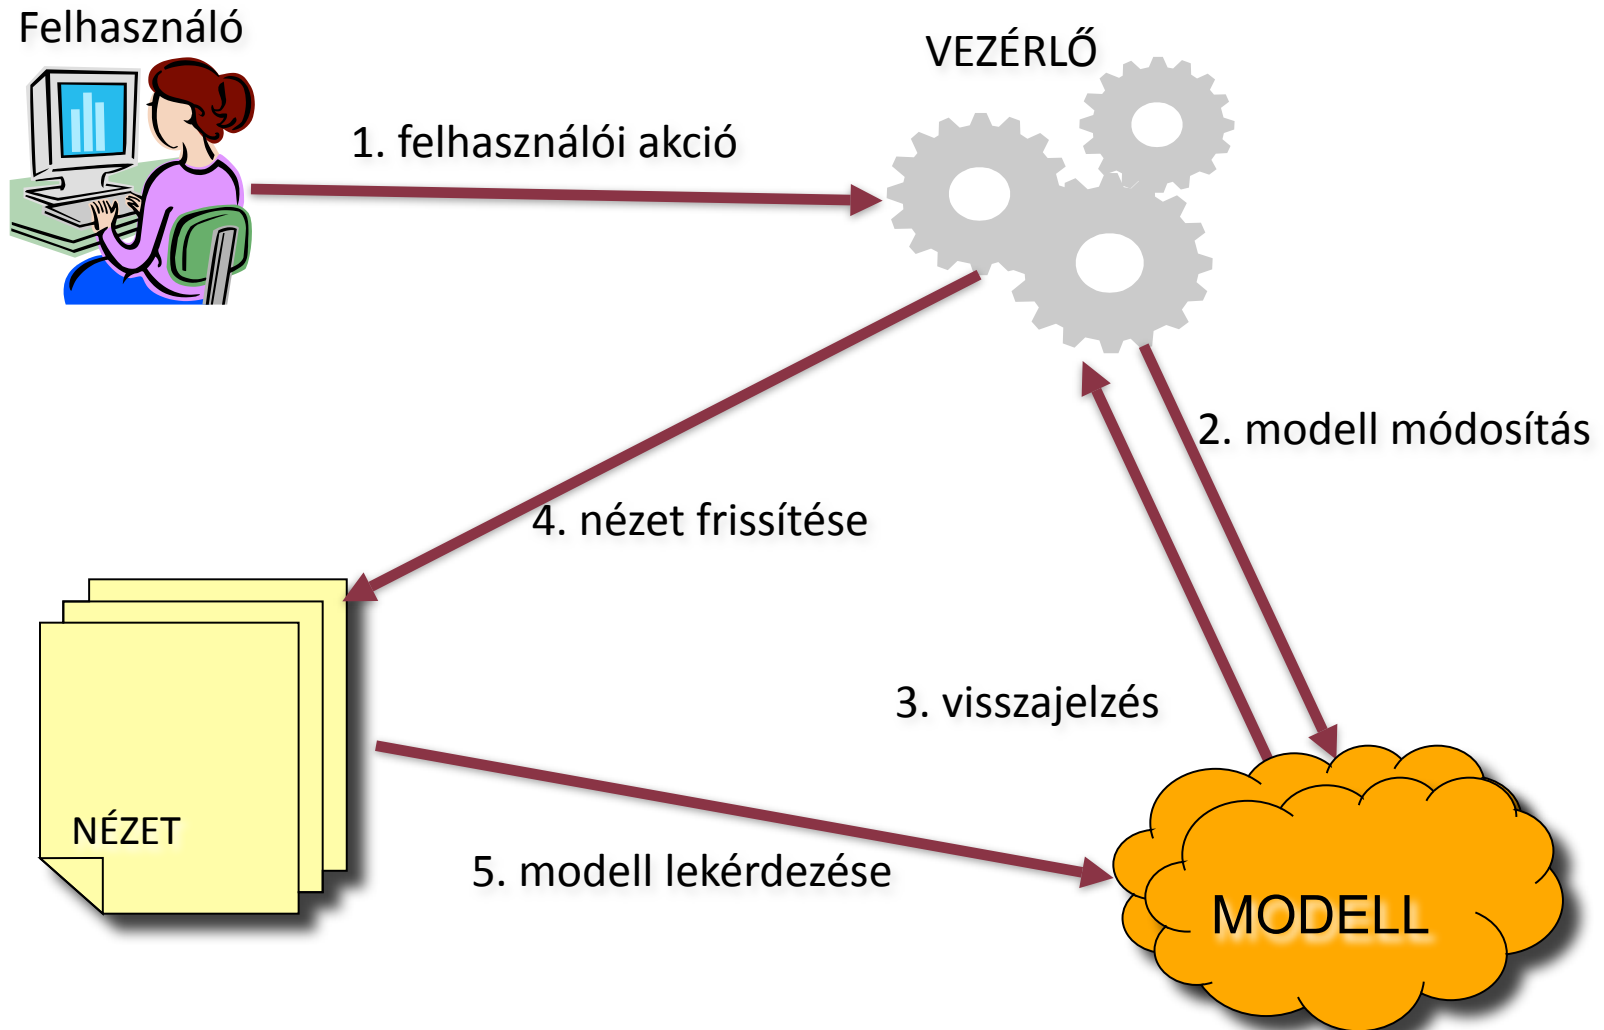 Felhasználó
VEZÉRLŐ
1. felhasználói akció
2. modell módosítás
4. nézet frissítése
3. visszajelzés
NÉZET
5. modell lekérdezése
MODELL